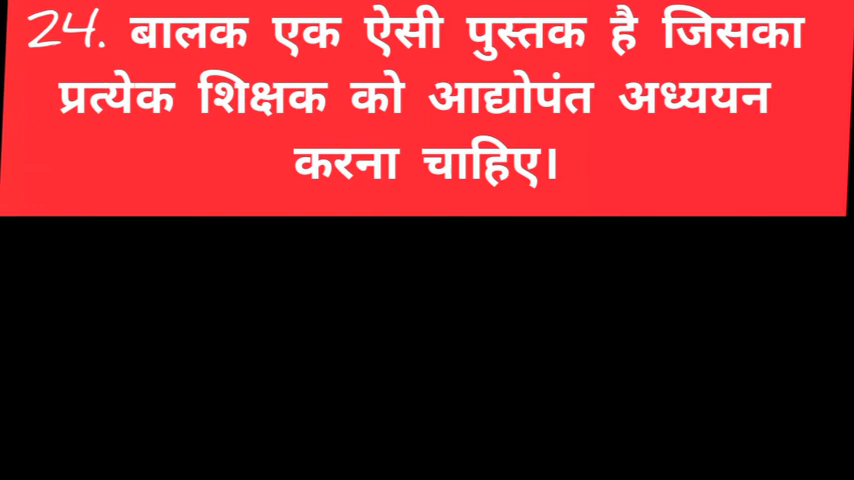 24. बालक एक ऐसी पुस्तक है जिसका
प्रत्येक शिक्षक को आद्योपंत अध्ययन
करना चाहिए।